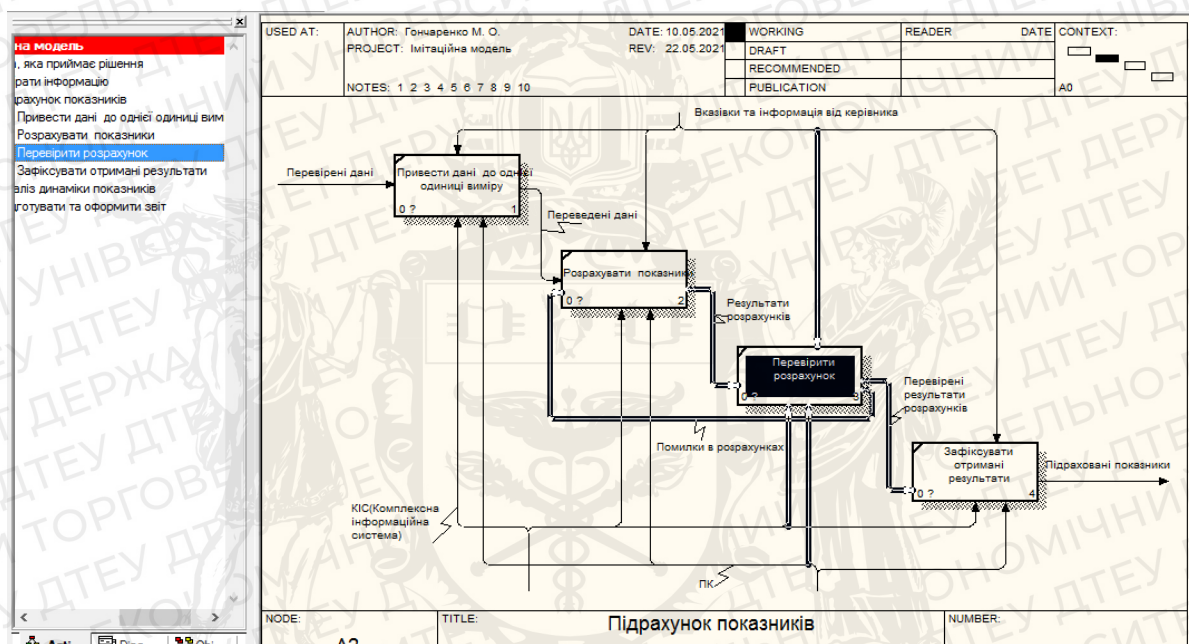 на модель
, яка приймає рішення
рати інформацію
драхунок показників
Привести дані до однієї одиниці вим
Розрахувати показники
Перевірити розрахунок
Зафіксувати отримані результати
аліз динаміки показників
готувати та оформити звіт
USED AT:
AUTHOR: Гончаренко М. О.
DATE: 10.05.2021
PROJECT: Імітаційна модель
REV: 22.05.2021
NOTES: 1 2 3 4 5 6 7 8 9 10
WORKING
DRAFT
RECOMMENDED
PUBLICATION
READER
DATE
CONTEXT:
A0
Вказівки та інформація від керівника
Перевірені дані
Привести дані до однієї
одиниці виміру
0 ?
1
Переведені дані
Розрахувати показники
0 ?
2
Результати
розрахунків
Перевірити
розрахунок
0 ?
3
Перевірені
результати
розрахунків
Помилки в розрахунках
Зафіксувати
отримані
результати
0 ?
4
Підраховані показники
КІС(Комплексна
інформаційна
система)
ПК
NODE:
TITLE:
Підрахунок показників
NUMBER: